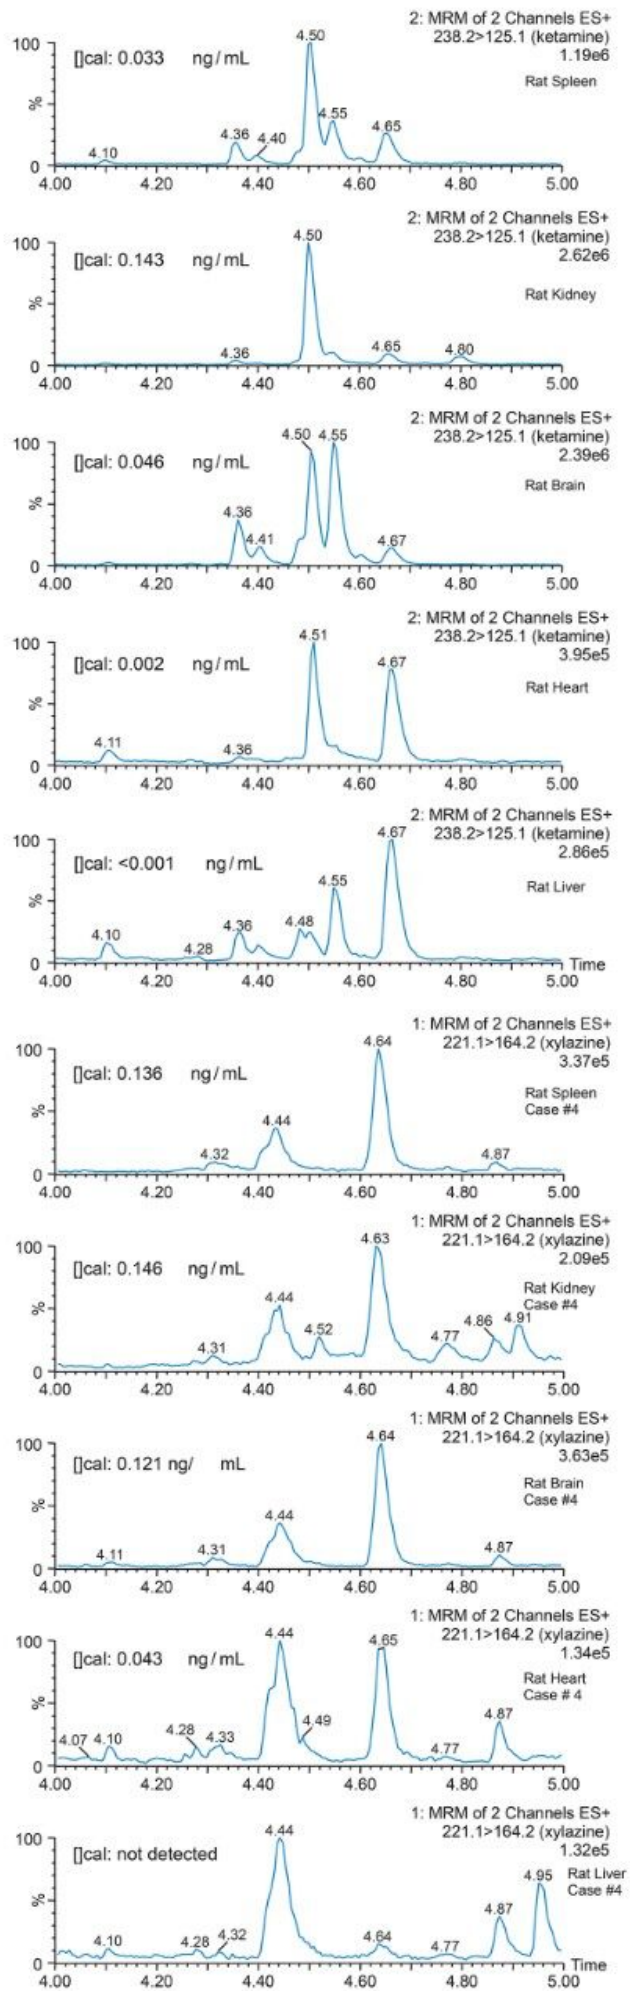 2: MRM of 2 Channels ES+
238.2>125.1 (ketamine)
1.19e6
Rat Spleen
[]cal: 0.033 ng/mL
100
%
0
4.10
4.36
4.40
4.50
4.55
4.65
4.00 4.20 4.40 4.60 4.80 5.00
2: MRM of 2 Channels ES+
238.2>125.1 (ketamine)
2.62e6
Rat Kidney
[]cal: 0.143 ng/mL
100
%
0
4.36
4.50
4.65
4.80
4.00 4.20 4.40 4.60 4.80 5.00
2: MRM of 2 Channels ES+
238.2>125.1 (ketamine)
2.39e6
Rat Brain
[]cal: 0.046 ng/mL
100
%
0
4.36
4.41
4.50
4.55
4.67
4.00 4.20 4.40 4.60 4.80 5.00
2: MRM of 2 Channels ES+
238.2>125.1 (ketamine)
3.95e5
Rat Heart
[]cal: 0.002 ng/mL
100
%
0
4.11
4.36
4.51
4.67
4.00 4.20 4.40 4.60 4.80 5.00
2: MRM of 2 Channels ES+
238.2>125.1 (ketamine)
2.86e5
Rat Liver
[]cal: <0.001 ng/mL
100
%
0
4.10
4.28
4.36
4.48
4.55
4.67
Time
4.00 4.20 4.40 4.60 4.80 5.00
1: MRM of 2 Channels ES+
221.1>164.2 (xylazine)
3.37e5
Rat Spleen
Case #4
[]cal: 0.136 ng/mL
100
%
0
4.32
4.44
4.64
4.87
4.00 4.20 4.40 4.60 4.80 5.00
1: MRM of 2 Channels ES+
221.1>164.2 (xylazine)
2.09e5
Rat Kidney
Case #4
[]cal: 0.146 ng/mL
100
%
0
4.31
4.44
4.52
4.63
4.77
4.86
4.91
4.00 4.20 4.40 4.60 4.80 5.00
1: MRM of 2 Channels ES+
221.1>164.2 (xylazine)
3.63e5
Rat Brain
Case #4
[]cal: 0.121 ng/ mL
100
%
0
4.11
4.31
4.44
4.64
4.87
4.00 4.20 4.40 4.60 4.80 5.00
1: MRM of 2 Channels ES+
221.1>164.2 (xylazine)
1.34e5
Rat Heart
Case # 4
[]cal: 0.043 ng/mL
100
%
0
4.07
4.10
4.28
4.33
4.44
4.49
4.65
4.77
4.87
4.00 4.20 4.40 4.60 4.80 5.00
1: MRM of 2 Channels ES+
221.1>164.2 (xylazine)
1.32e5
Rat Liver
Case #4
[]cal: not detected
100
%
0
4.10
4.28
4.32
4.44
4.64
4.77
4.87
4.95
Time
4.00 4.20 4.40 4.60 4.80 5.00